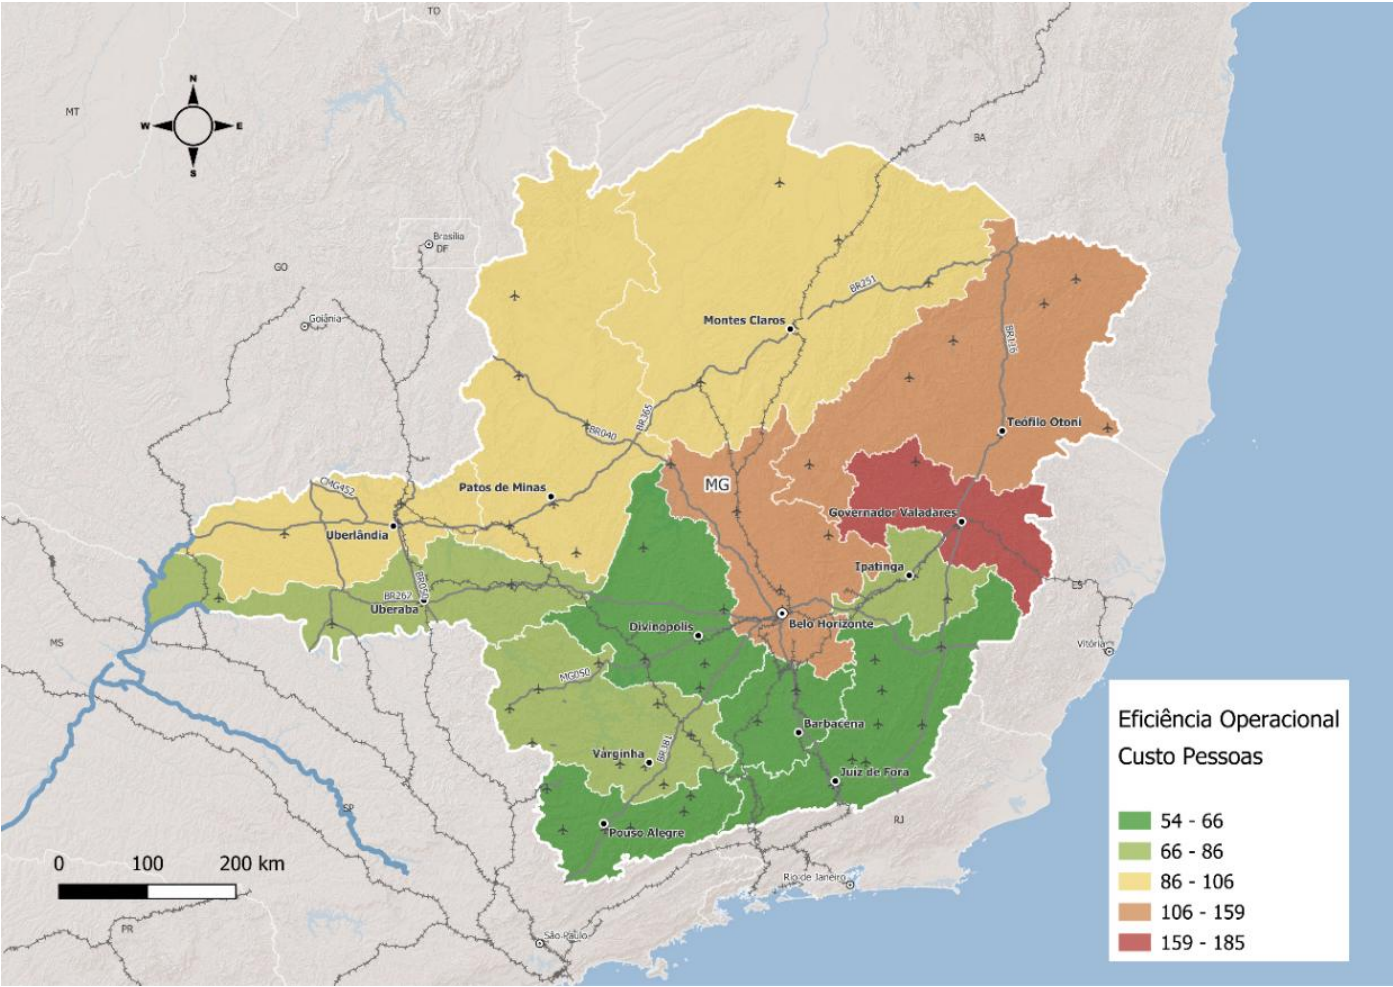 TO
MT
N
W
E
S
BA
Brasília
DF
GO
Goiânia
BR251
Montes Claros
BR116
BR365
BR040
Teófilo Otoni
CMG452
Patos de Minas
MG
Governador Valadares
Uberlândia
Ipatinga
BR050
BR262
Uberaba
ES
Divinópolis
Belo Horizonte
MS
Vitória
MG050
Barbacena
Varginha
BR381
Juiz de Fora
SP
Pouso Alegre
RJ
0 100 200 km
Rio de Janeiro
PR
São Paulo
Eficiência Operacional
Custo Pessoas
54 - 66
66 - 86
86 - 106
106 - 159
159 - 185